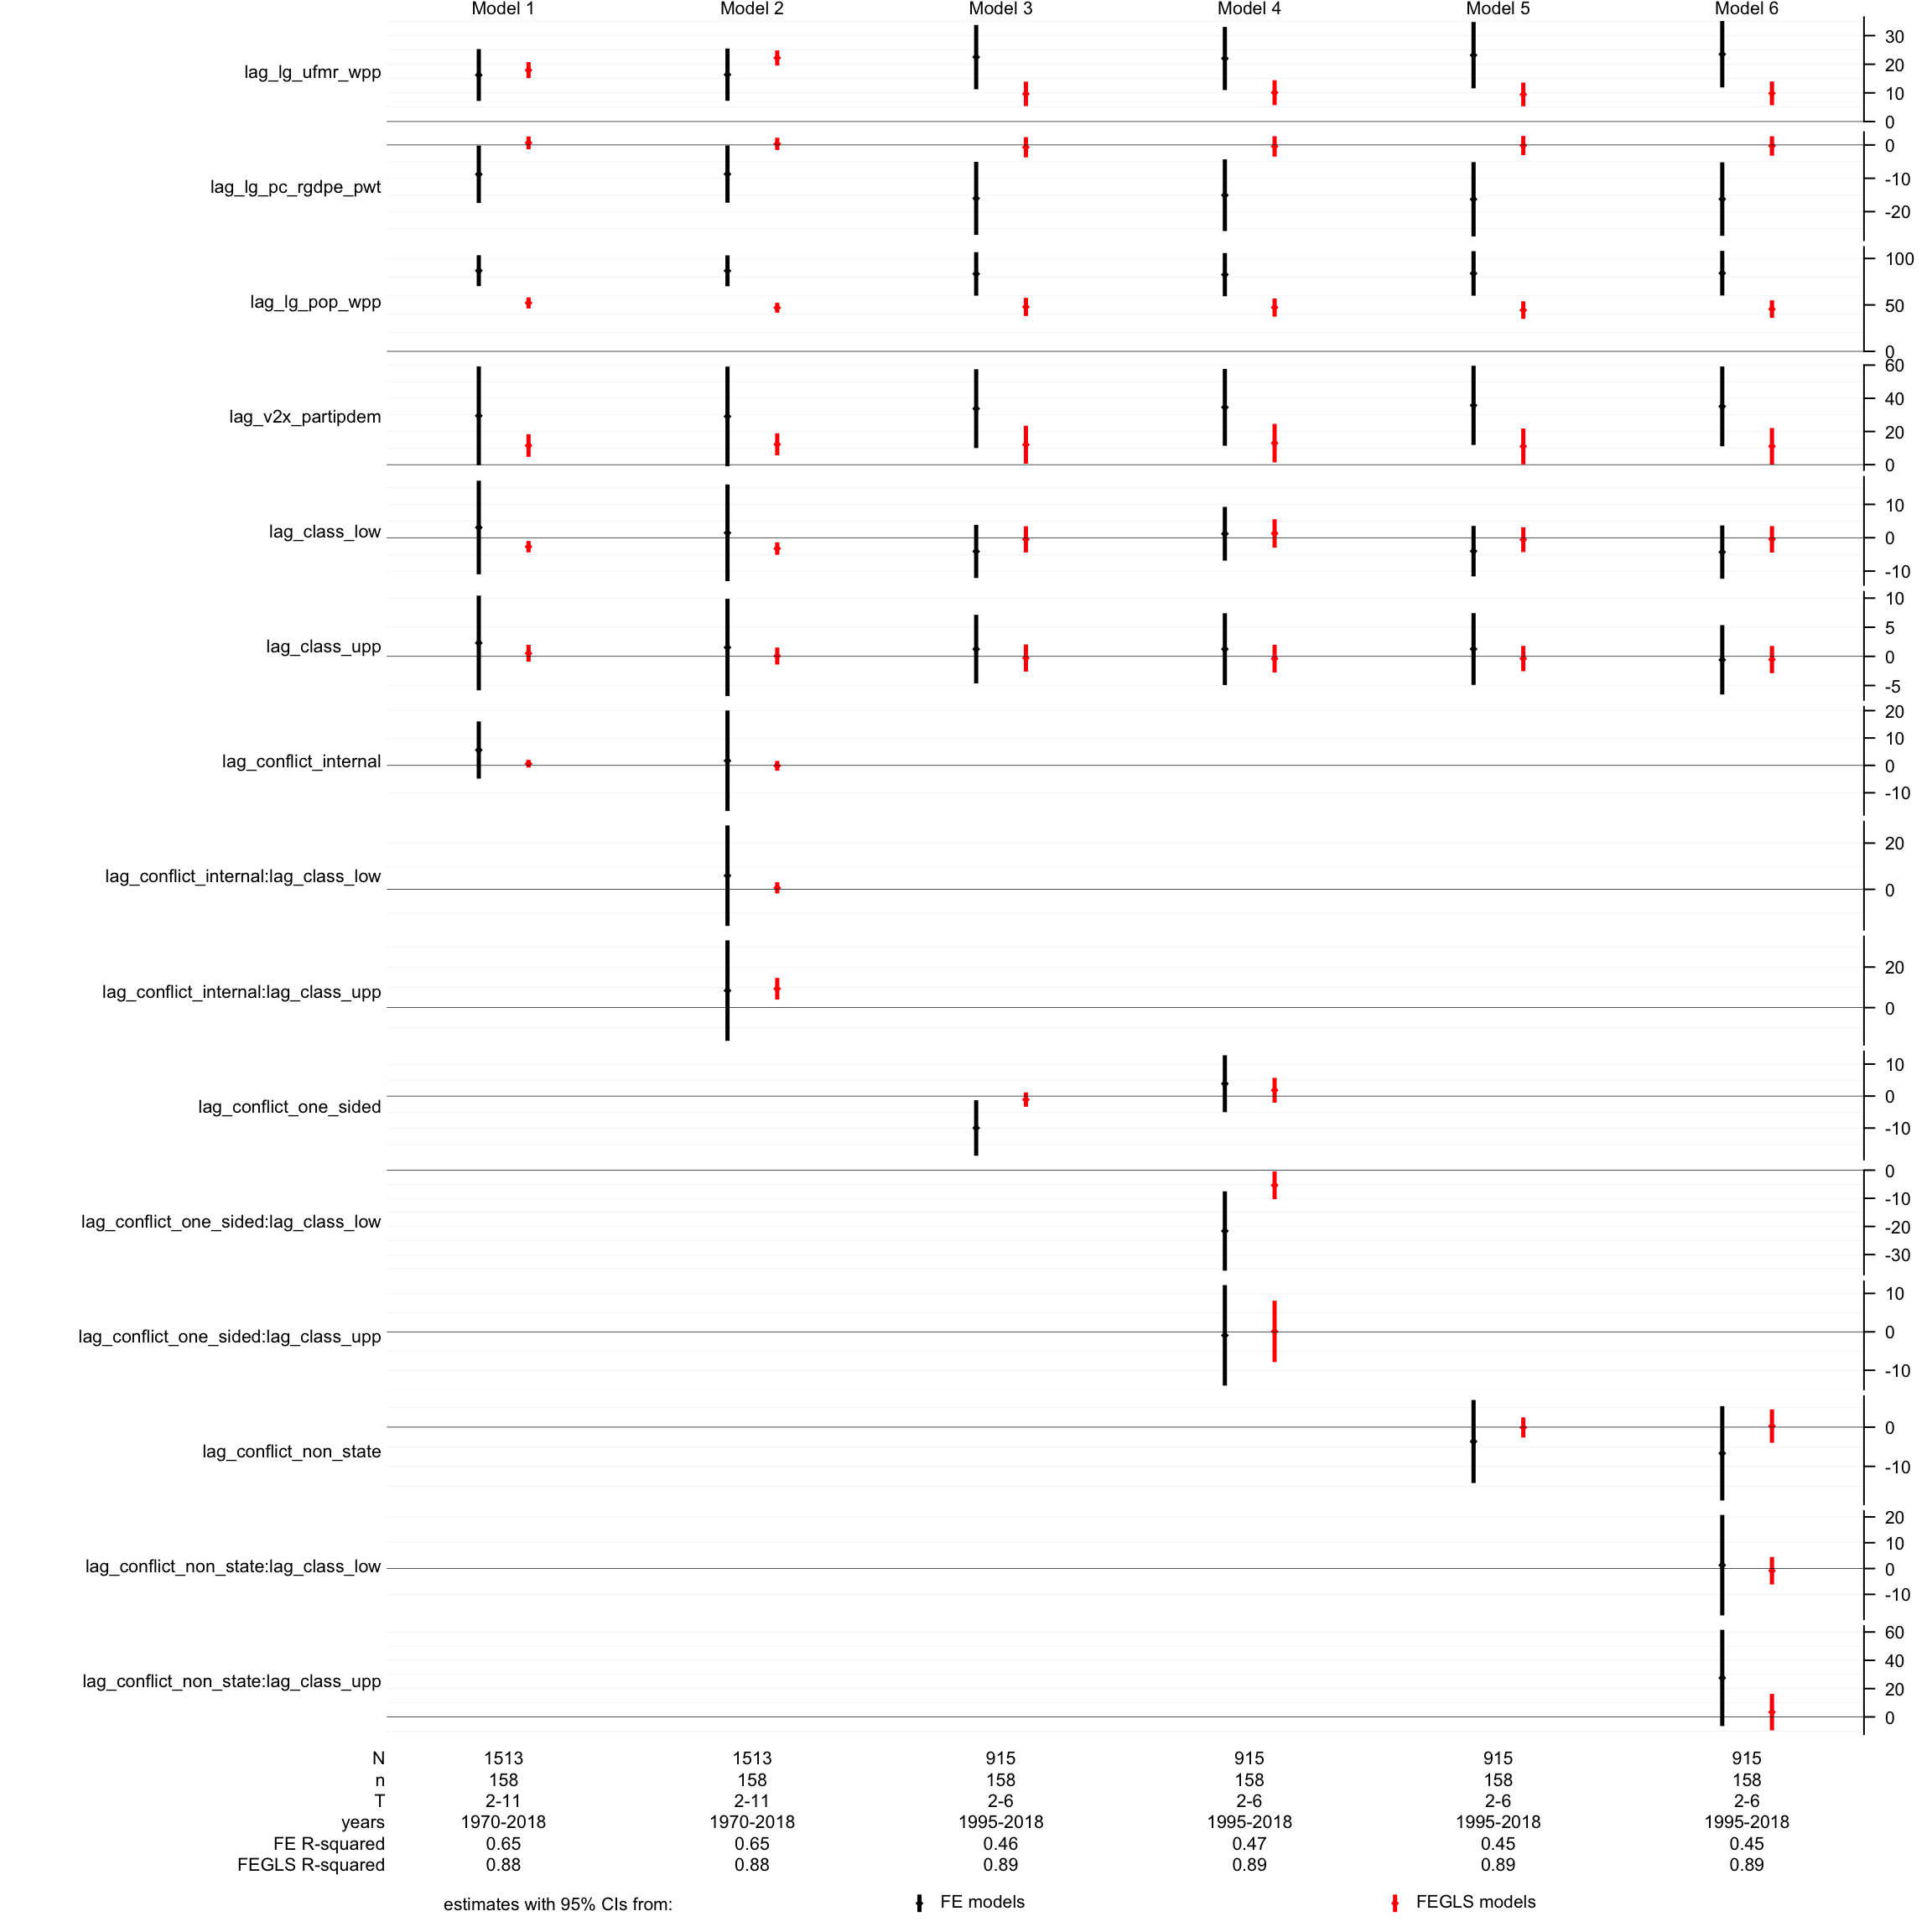 Model 1 Model 2 Model 3 Model 4 Model 5 Model 6
lag_lg_ufmr_wpp
30
20
10
0
lag_lg_pc_rgdpe_pwt
0
-10
-20
lag_lg_pop_wpp
100
50
0
lag_v2x_partipdem
60
40
20
0
lag_class_low
10
0
-10
lag_class_upp
10
5
0
-5
lag_conflict_internal
20
10
0
-10
lag_conflict_internal:lag_class_low
20
0
lag_conflict_internal:lag_class_upp
20
0
lag_conflict_one_sided
10
0
-10
lag_conflict_one_sided:lag_class_low
0
-10
-20
-30
lag_conflict_one_sided:lag_class_upp
10
0
-10
lag_conflict_non_state
0
-10
lag_conflict_non_state:lag_class_low
20
10
0
-10
lag_conflict_non_state:lag_class_upp
60
40
20
0
N 1513 1513 915 915 915 915
n 158 158 158 158 158 158
T 2-11 2-11 2-6 2-6 2-6 2-6
years 1970-2018 1970-2018 1995-2018 1995-2018 1995-2018 1995-2018
FE R-squared 0.65 0.65 0.46 0.47 0.45 0.45
FEGLS R-squared 0.88 0.88 0.89 0.89 0.89 0.89
estimates with 95% CIs from: FE models FEGLS models